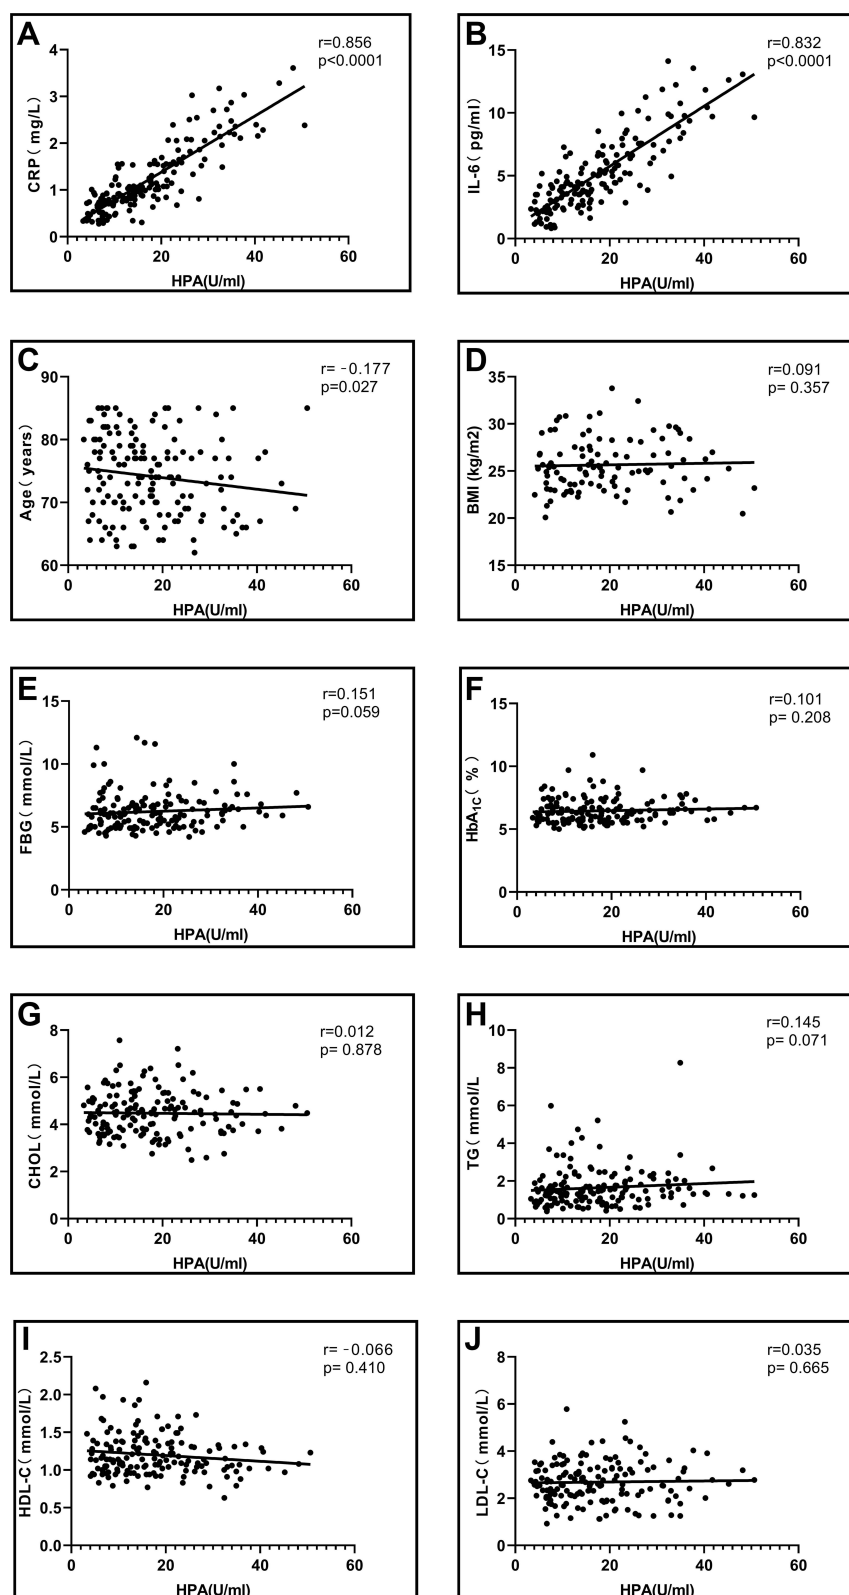 A
r=0.856
p<0.0001
CRP ( mg/L)
4
3
2
1
0
0 20 40 60
HPA(U/ml)
B
r=0.832
p<0.0001
IL-6 ( pg/ml)
15
10
5
0
0 20 40 60
HPA(U/ml)
C
r= -0.177
p=0.027
Age ( years)
90
80
70
60
0 20 40 60
HPA(U/ml)
D
r=0.091
p= 0.357
BMI (kg/m2)
35
30
25
20
15
0 20 40 60
HPA(U/ml)
E
r=0.151
p=0.059
FBG ( mmol/L)
15
10
5
0
0 20 40 60
HPA(U/ml)
F
r=0.101
p= 0.208
HbA1C ( %)
15
10
5
0
0 20 40 60
HPA(U/ml)
G
r=0.012
p= 0.878
CHOL ( mmol/L)
8
6
4
2
0
0 20 40 60
HPA(U/ml)
H
r=0.145
p= 0.071
TG ( mmol/L
10
8
6
4
2
0
0 20 40 60
HPA(U/ml)
I
r= -0.066
p= 0.410
HDL-C ( mmol/L)
2.5
2.0
1.5
1.0
0.5
0.0
0 20 40 60
HPA(U/ml)
J
r=0.035
p= 0.665
LDL-C ( mmol/L)
8
6
4
2
0
0 20 40 60
HPA(U/ml)